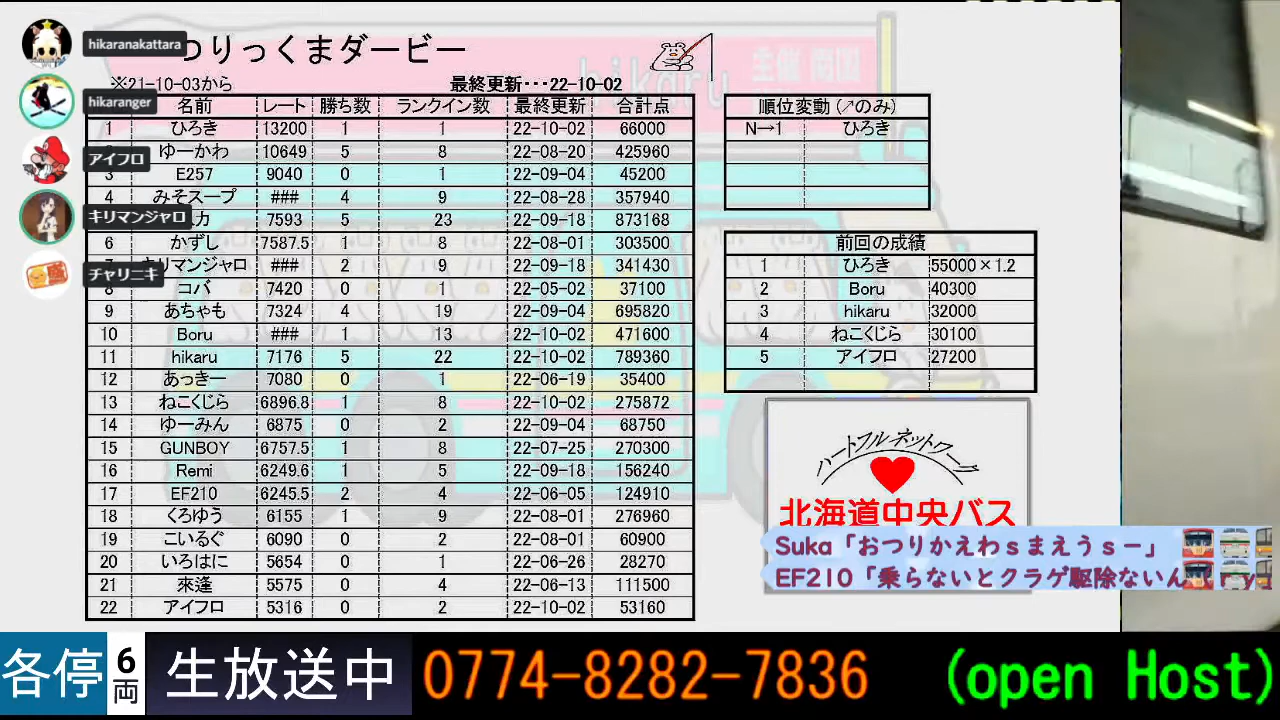 hikaranakattara
hikaranger
アイフロ
キリマンジャロ
チャリニキ
つりっくまダービー
※21-10-03から
最終更新･･･22-10-02
hikaru
主催 南関
名前 レート 勝ち数 ランクイン数 最終更新 合計点
1 ひろき 13200 1 1 22-10-02 66000
ゆーかわ 10649 5 8 22-08-20 425960
3 E257 9040 0 1 22-09-04 45200
4 みそスープ ### 4 9 22-08-28 357940
力 7593 5 23 22-09-18 873168
6 かずし 7587.5 1 8 22-08-01 303500
7 キリマンジャロ ### 2 9 22-09-18 341430
8 コバ 7420 0 1 22-05-02 37100
9 あちゃも 7324 4 19 22-09-04 695820
10 Boru ### 1 13 22-10-02 471600
11 hikaru 7176 5 22 22-10-02 789360
12 あっきー 7080 0 1 22-06-19 35400
13 ねこくじら 6896.8 1 8 22-10-02 275872
14 ゆーみん 6875 0 2 22-09-04 68750
15 GUNBOY 6757.5 1 8 22-07-25 270300
16 Remi 6249.6 1 5 22-09-18 156240
17 EF210 6245.5 2 4 22-06-05 124910
18 くろゆう 6155 1 9 22-08-01 276960
19 こいるぐ 6090 0 2 22-08-01 60900
20 いろはに 5654 0 1 22-06-26 28270
21 來逢 5575 0 4 22-06-13 111500
22 アイフロ 5316 0 2 22-10-02 53160
順位変動（↗のみ）
N→1 ひろき
前回の成績
1 ひろき 55000×1.2
2 Boru 40300
3 hikaru 32000
4 ねこくじら 30100
5 アイフロ 27200
ハートフルネットワーク
北海道中央バス
Suka「おつりかえわｓまえうｓー」
EF210「乗らないとクラゲ駆除ないん（ｒｙ
各停 6両 生放送中 0774-8282-7836 (open Host)